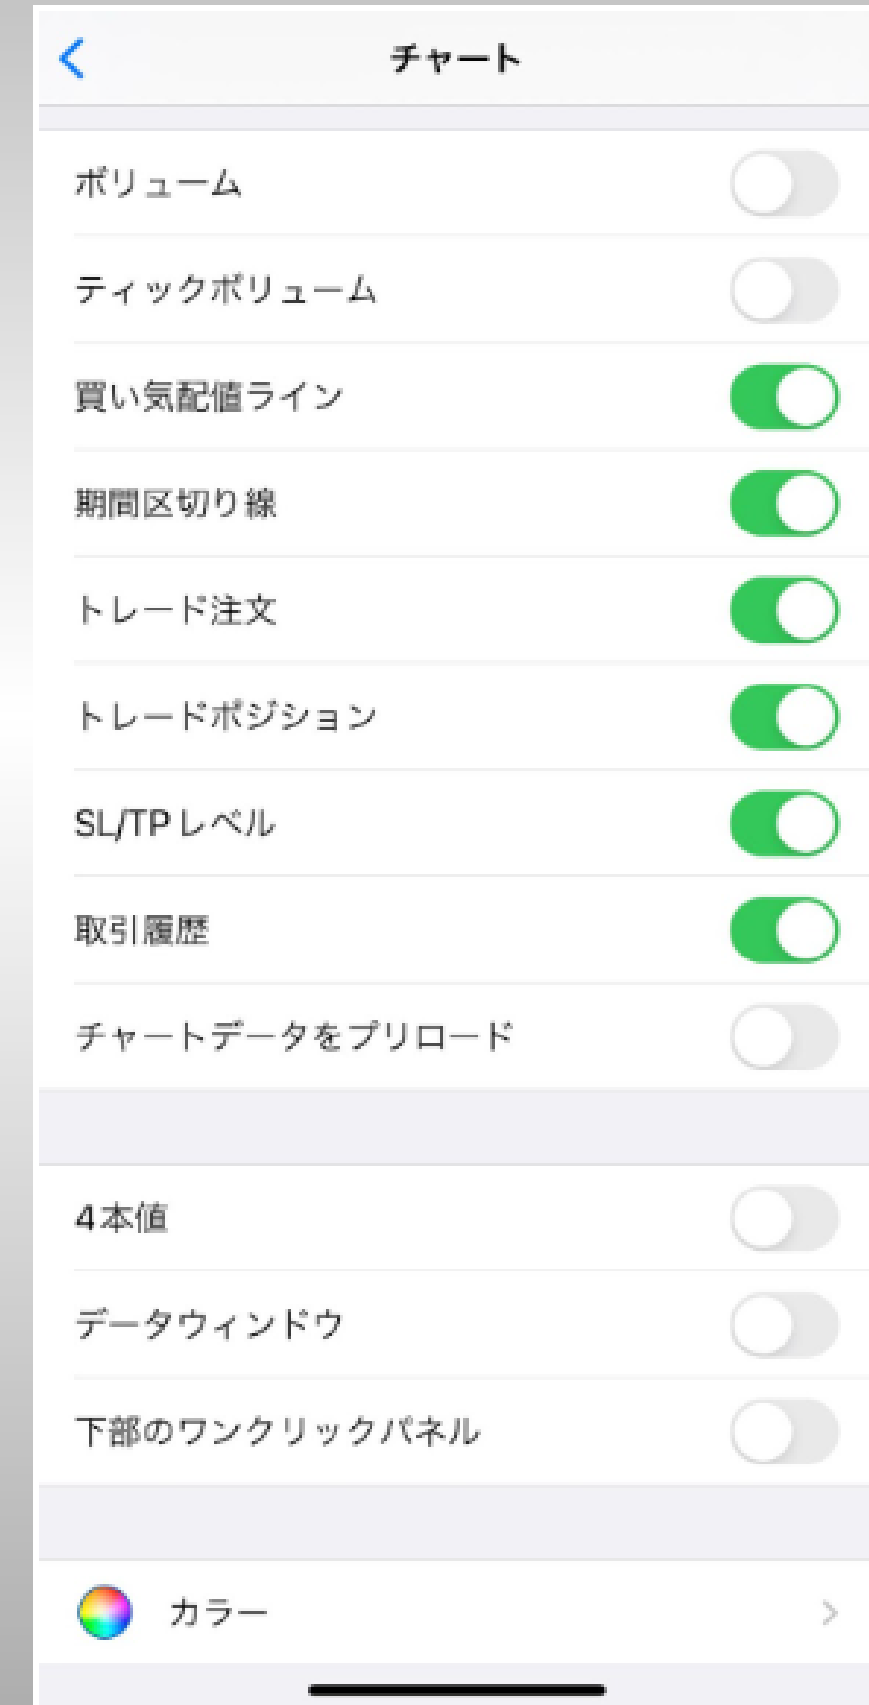 チャート
ボリューム
ティックボリューム
買い気配値ライン
期間区切り線
トレード注文
トレードポジション
SL/TPレベル
取引履歴
チャートデータをプリロード
4本値
データウィンドウ
下部のワンクリックパネル
カラー